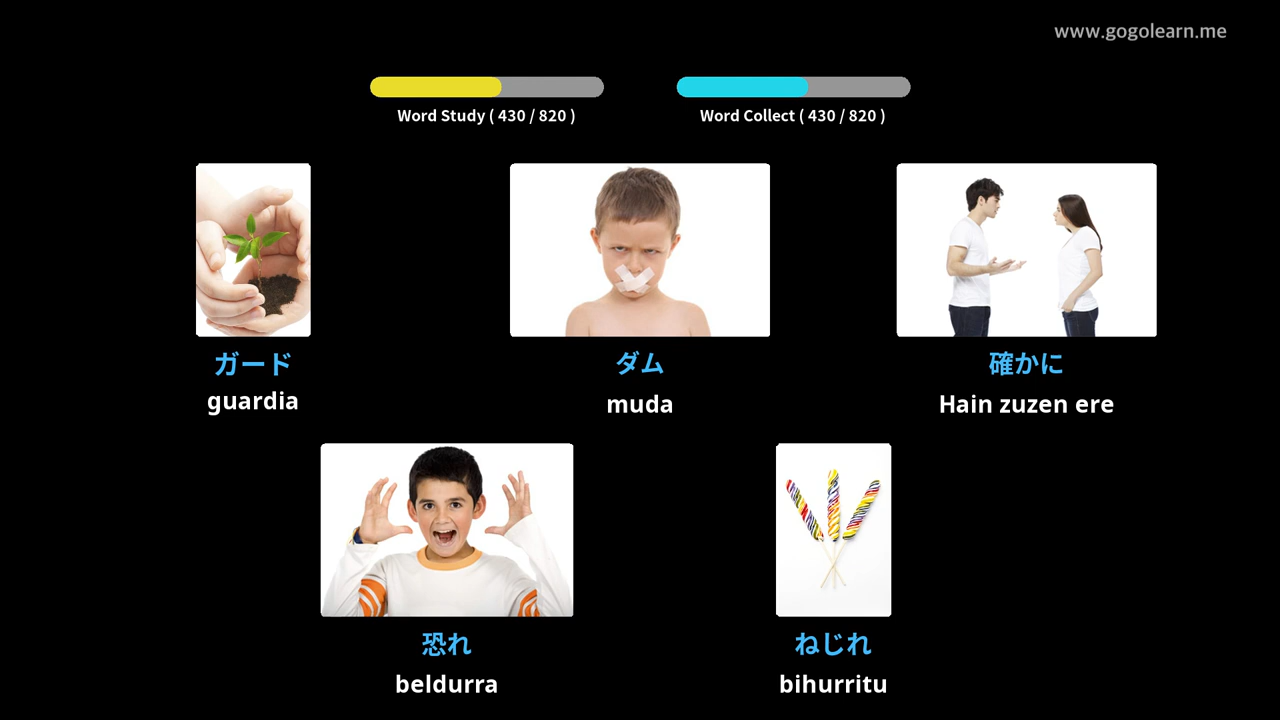 www.gogolearn.me
Word Study ( 430 / 820 )
Word Collect ( 430 / 820 )
ガード
guardia
ダム
muda
確かに
Hain zuzen ere
恐れ
beldurra
ねじれ
bihurritu